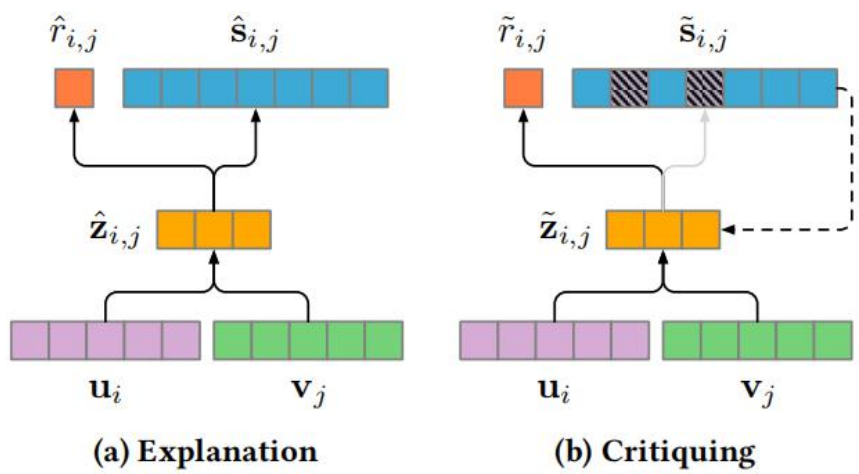 r̂i,j ŝi,j r̃i,j s̃i,j
ẑi,j z̃i,j
ui vj ui vj
(a) Explanation (b) Critiquing